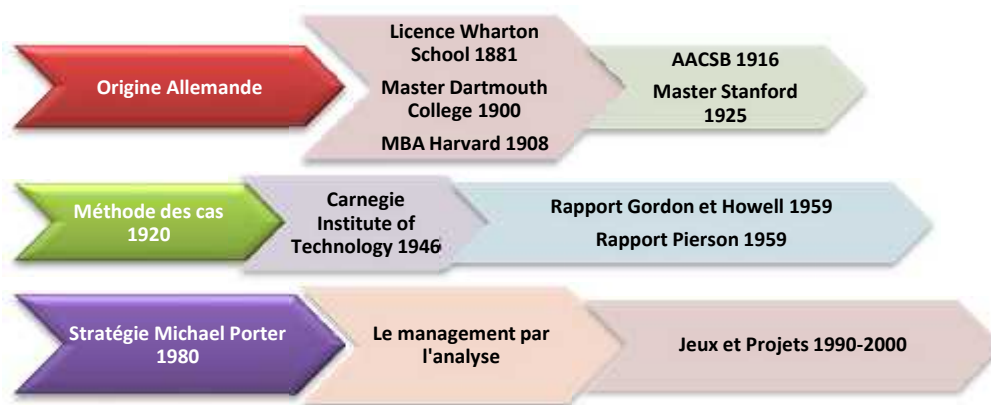 Origine Allemande
Licence Wharton
School 1881
Master Dartmouth
College 1900
MBA Harvard 1908
AACSB 1916
Master Stanford
1925
Méthode des cas
1920
Carnegie
Institute of
Technology 1946
Rapport Gordon et Howell 1959
Rapport Pierson 1959
Stratégie Michael Porter
1980
Le management par
l'analyse
Jeux et Projets 1990-2000